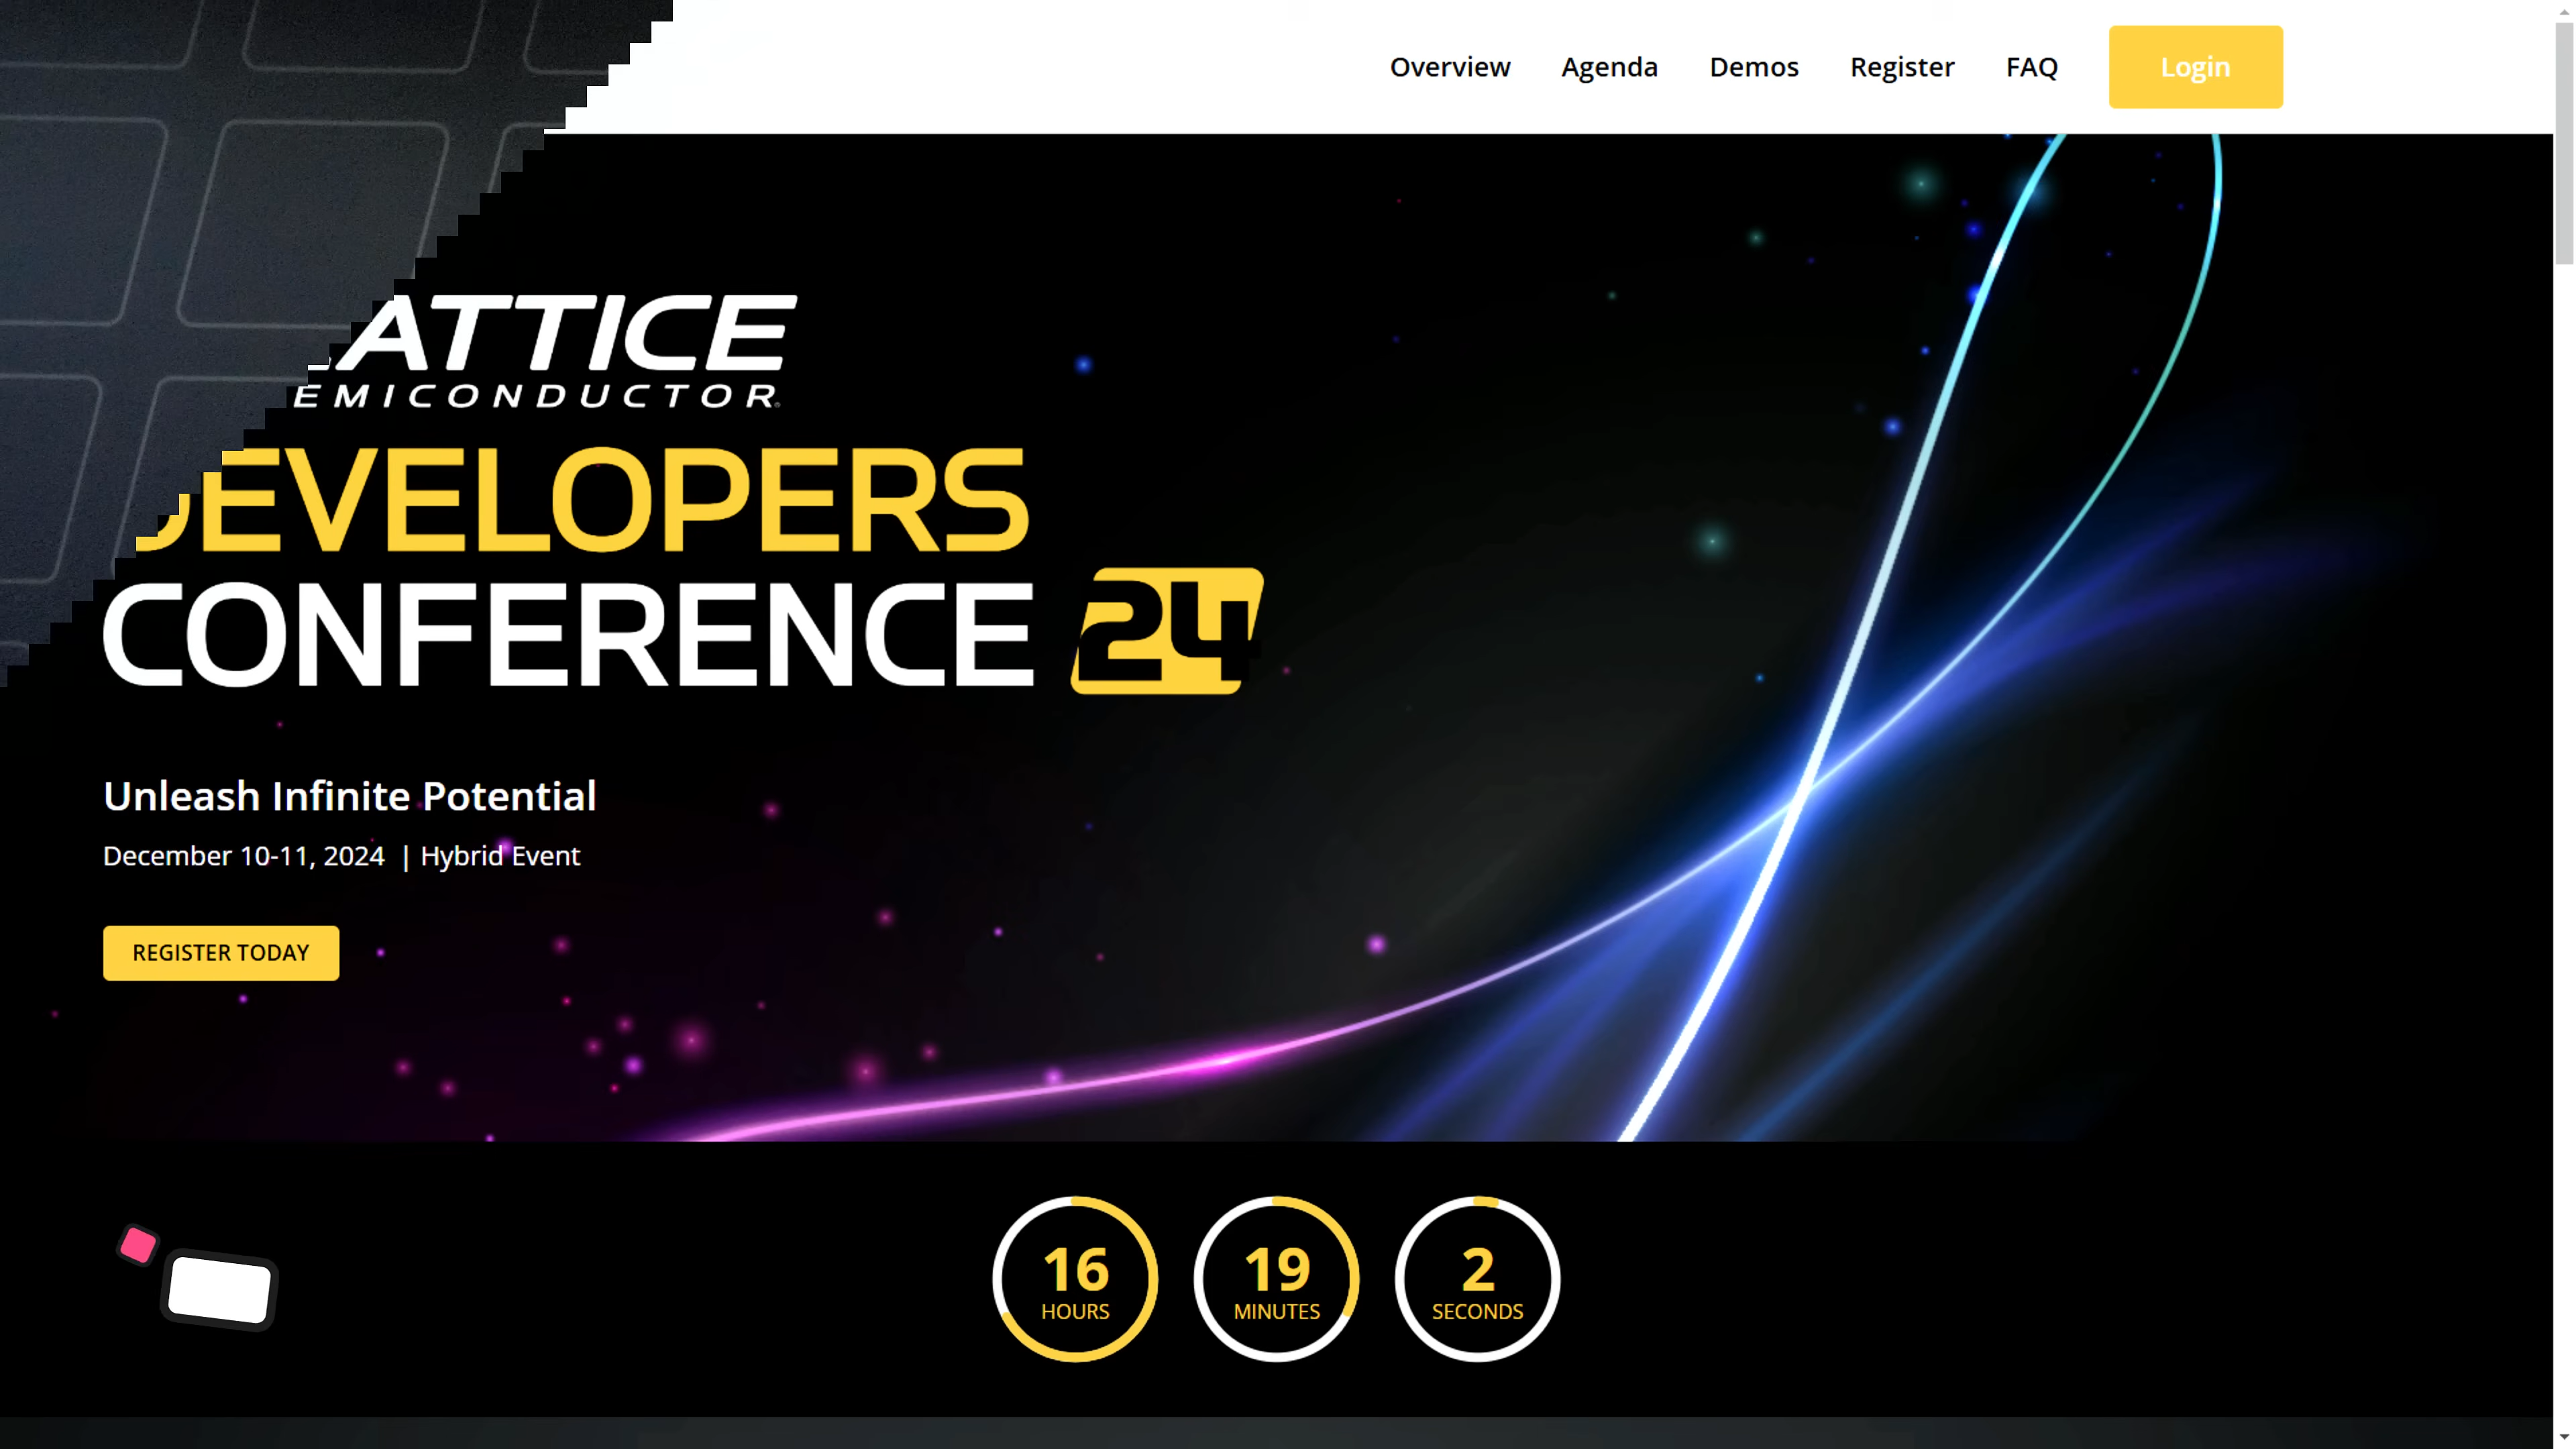 Overview Agenda Demos Register FAQ Login
ATTICE
EMICONDUCTOR
DEVELOPERS
CONFERENCE 24
Unleash Infinite Potential
December 10-11, 2024 | Hybrid Event
REGISTER TODAY
16 19 2
HOURS MINUTES SECONDS